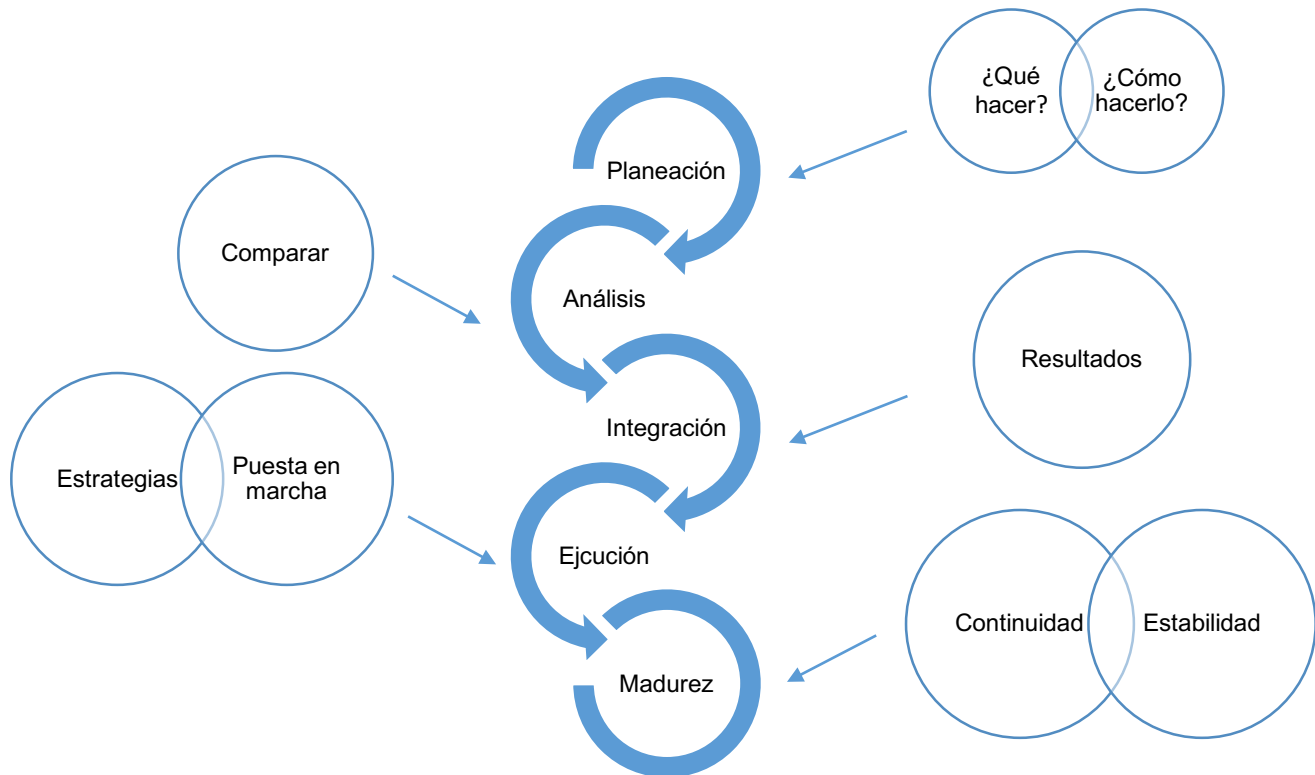 ¿Qué
hacer?
¿Cómo
hacerlo?
Planeación
Comparar
Análisis
Resultados
Integración
Estrategias
Puesta en
marcha
Ejcución
Continuidad
Estabilidad
Madurez